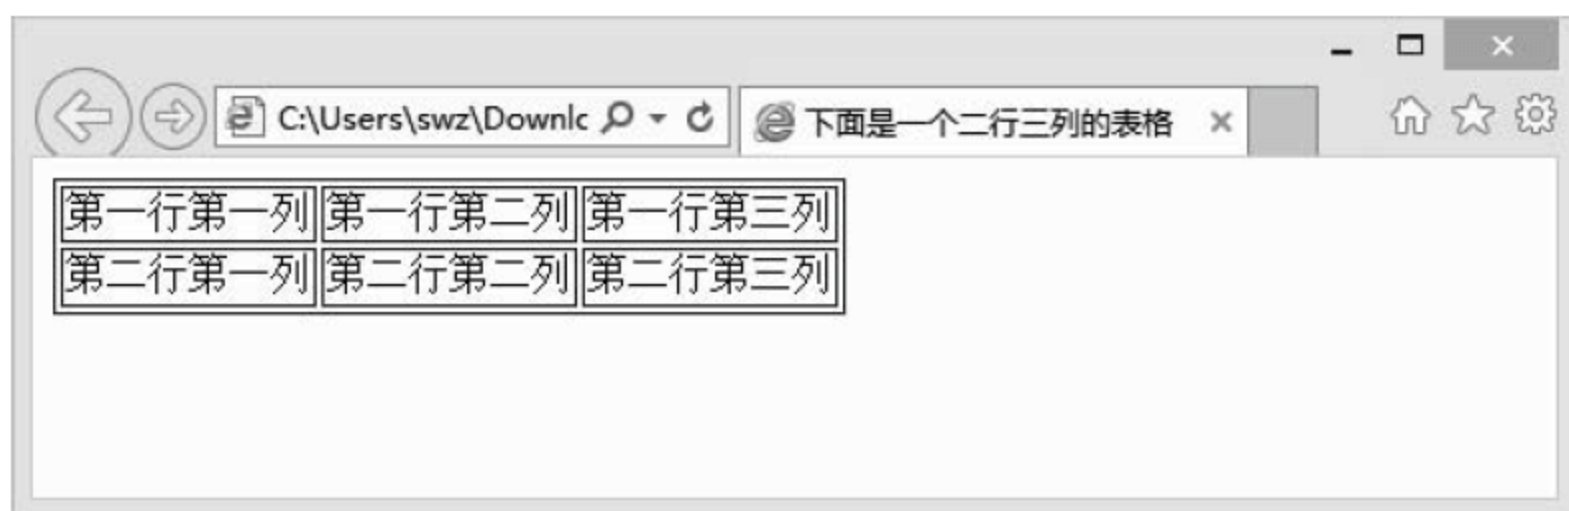 C:\Users\swz\Downlc
下面是一个二行三列的表格
第一行第一列 第一行第二列 第一行第三列
第二行第一列 第二行第二列 第二行第三列